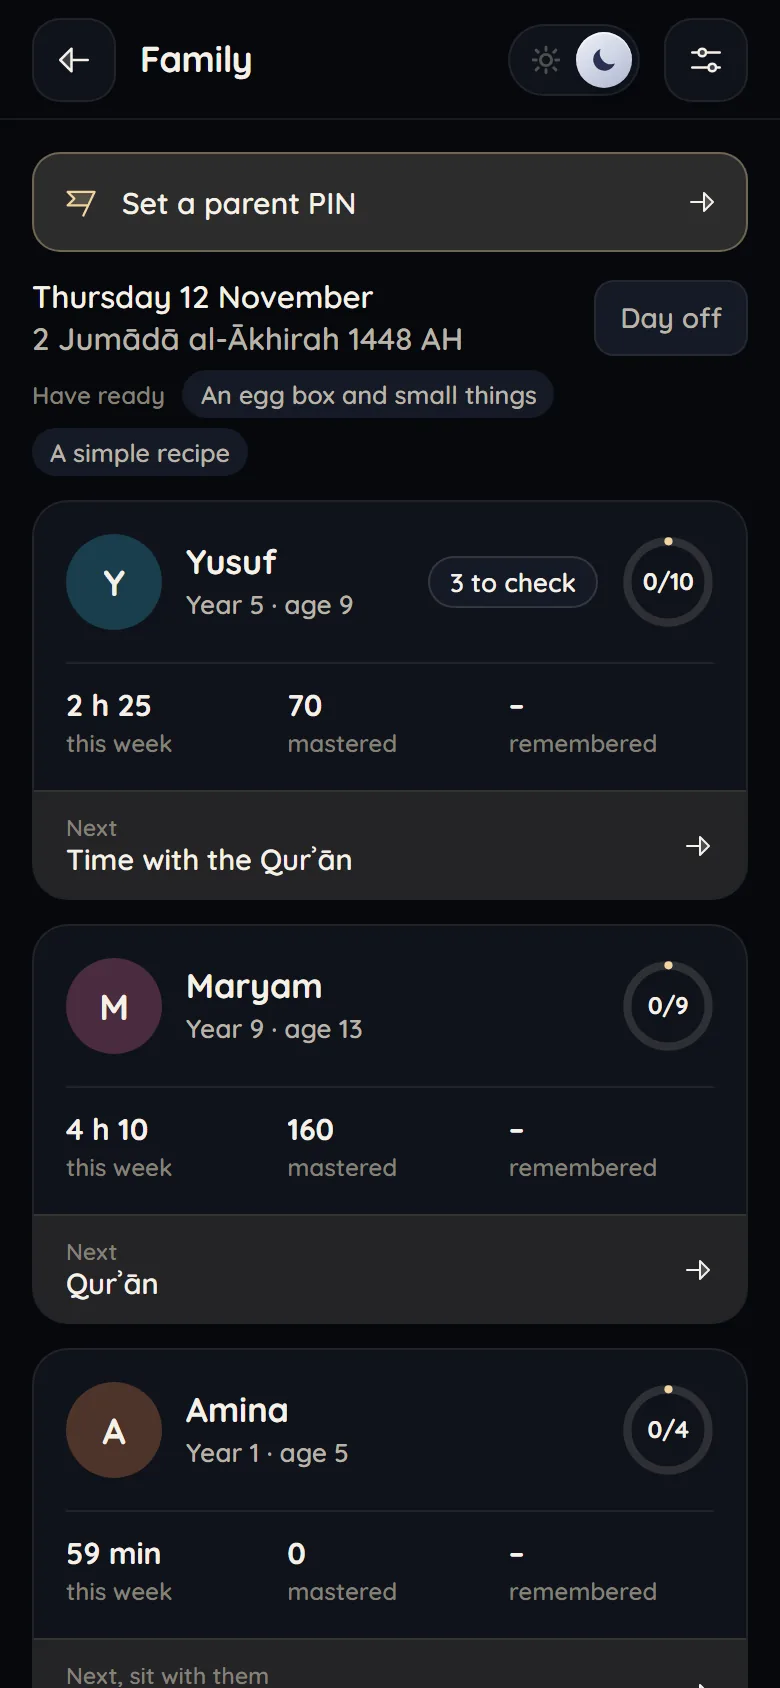 Family
Set a parent PIN
Thursday 12 November
2 Jumādā al-Ākhirah 1448 AH
Day off
Have ready
An egg box and small things
A simple recipe
Y
Yusuf
Year 5 · age 9
3 to check
0/10
2 h 25
this week
70
mastered
–
remembered
Next
Time with the Qurʾān
M
Maryam
Year 9 · age 13
0/9
4 h 10
this week
160
mastered
–
remembered
Next
Qurʾān
A
Amina
Year 1 · age 5
0/4
59 min
this week
0
mastered
–
remembered
Next, sit with them